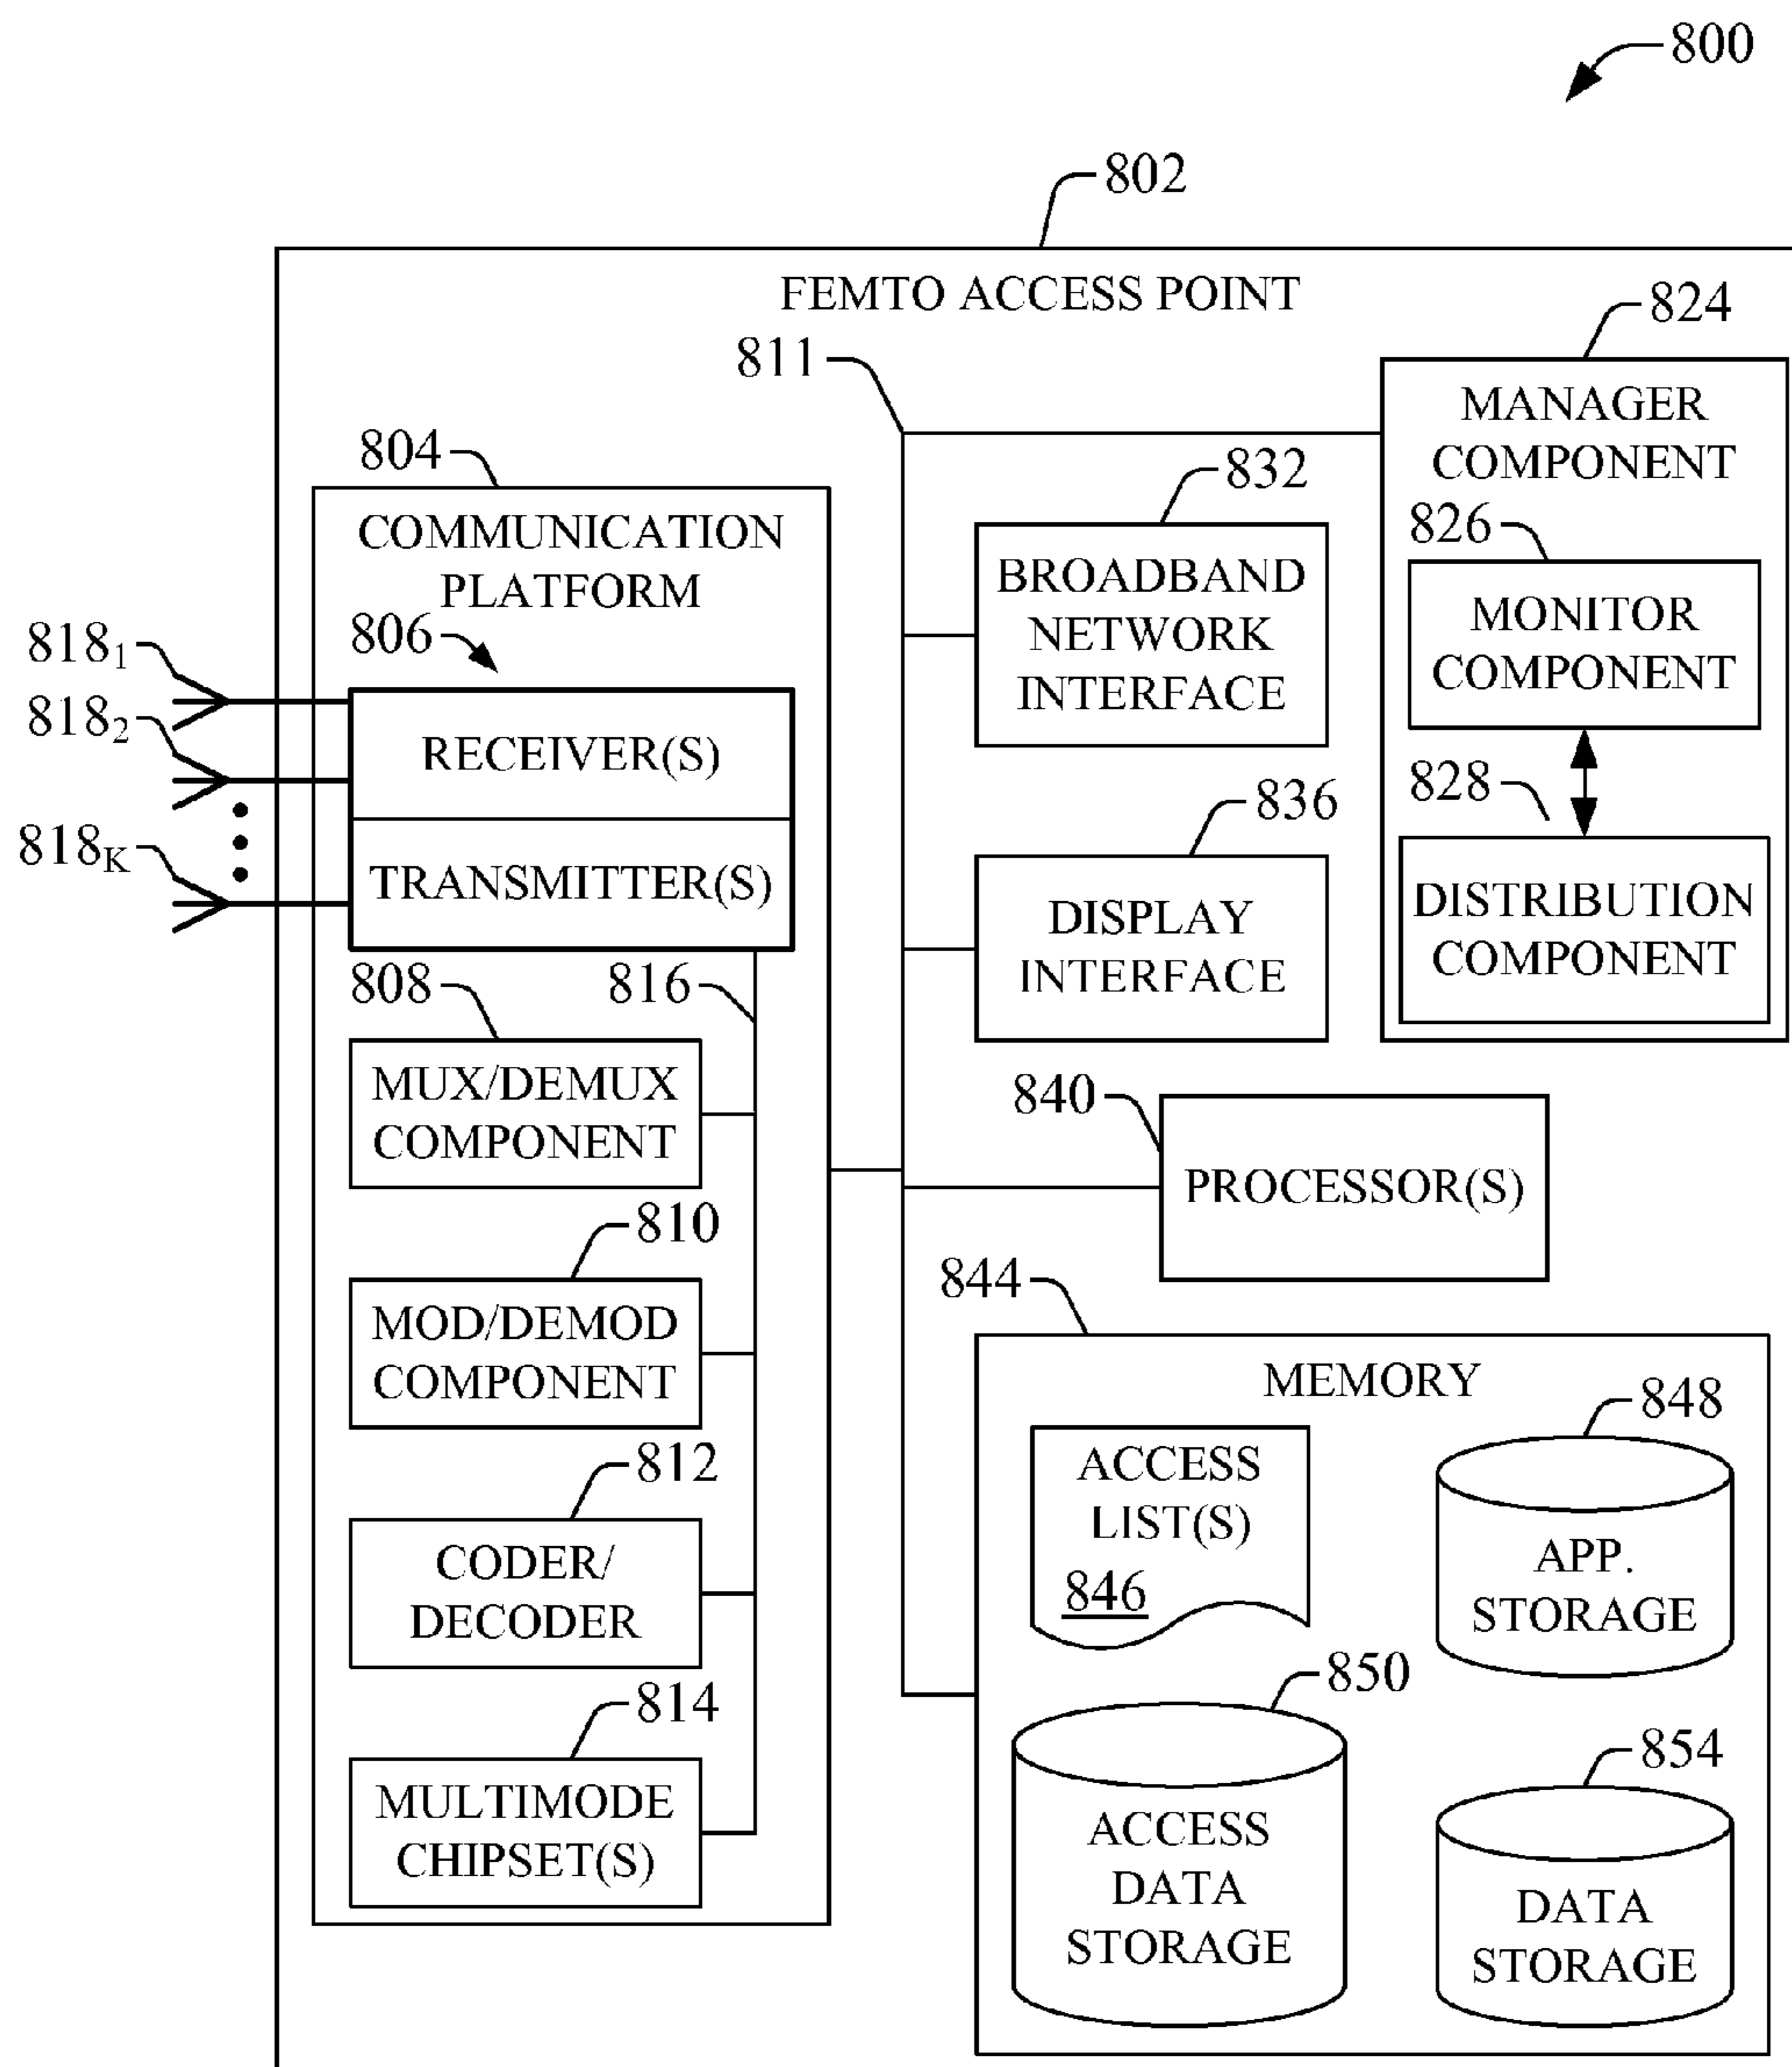 800
802
FEMTO ACCESS POINT
824
811
MANAGER
COMPONENT
804
832
826
COMMUNICATION
PLATFORM
806
BROADBAND
NETWORK
INTERFACE
MONITOR
COMPONENT
818₁
818₂
818K
RECEIVER(S)
TRANSMITTER(S)
828
836
DISPLAY
INTERFACE
DISTRIBUTION
COMPONENT
808
816
MUX/DEMUX
COMPONENT
840
PROCESSOR(S)
810
MOD/DEMOD
COMPONENT
844
MEMORY
848
ACCESS
LIST(S)
846
APP.
STORAGE
812
CODER/
DECODER
850
814
854
MULTIMODE
CHIPSET(S)
ACCESS
DATA
STORAGE
DATA
STORAGE